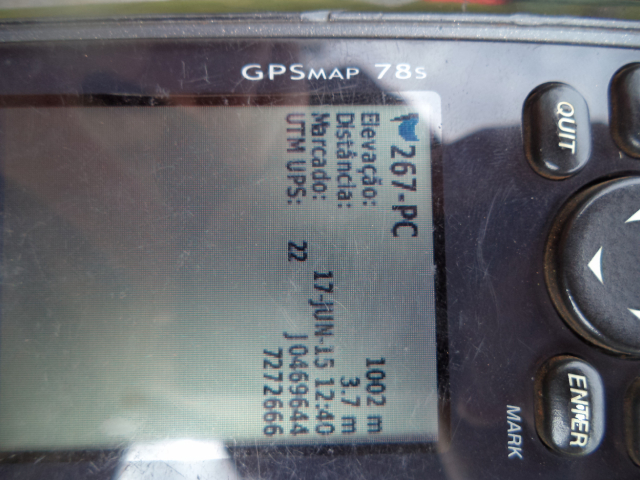 GPSMAP 78s
267-PC
Elevação: 1002 m
Distância: 3.7 m
Marcado: 17-JUN-15 12:40
UTM UPS: 22 J 0469644
7272666
QUIT
ENTER
MARK